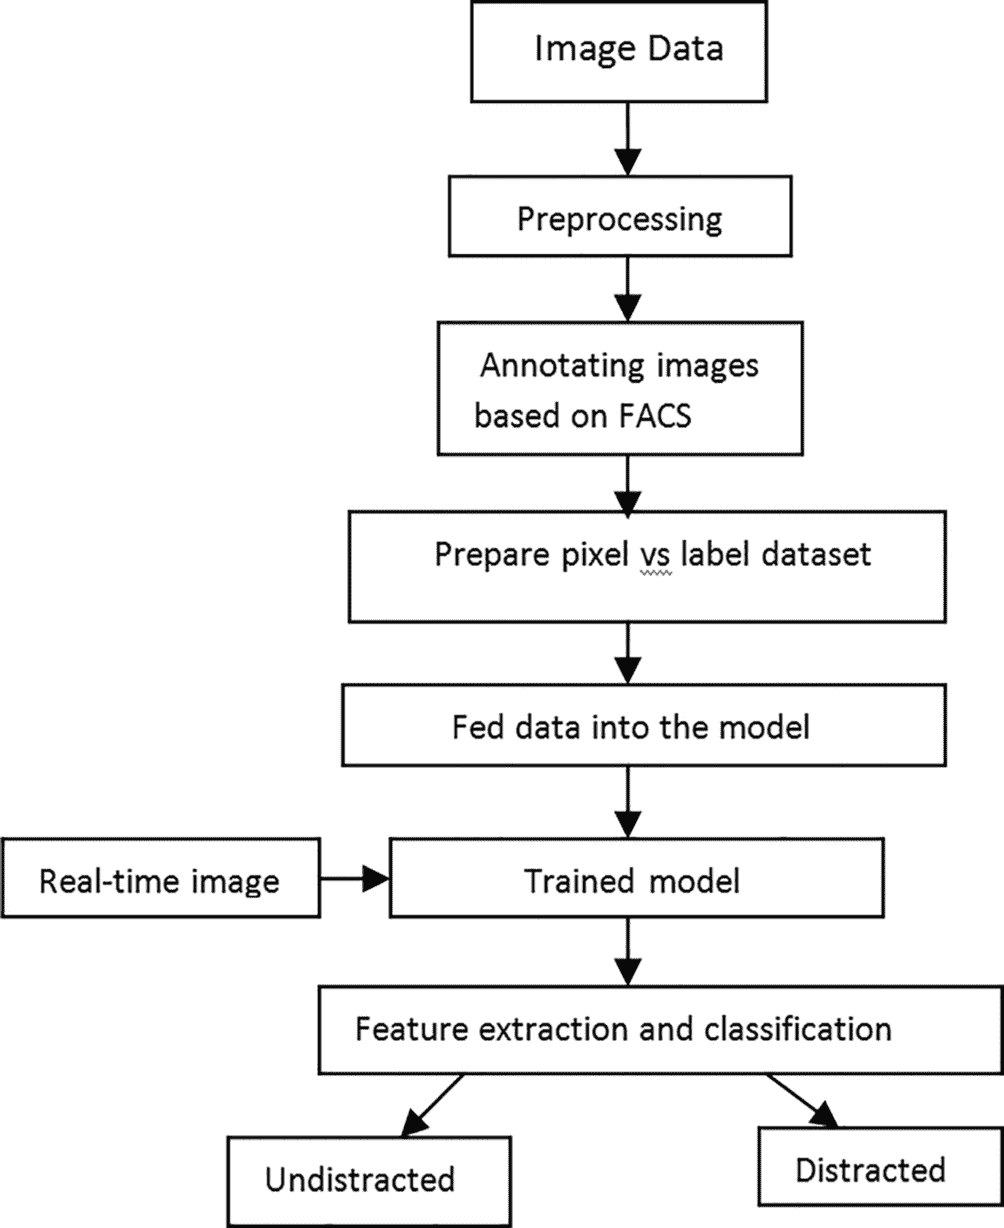 Image Data
Preprocessing
Annotating images
based on FACS
Prepare pixel vs label dataset
Fed data into the model
Real-time image
Trained model
Feature extraction and classification
Undistracted
Distracted